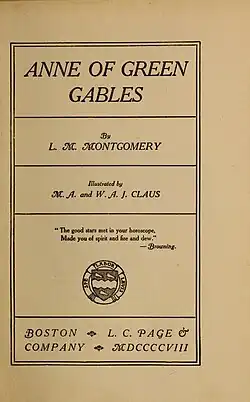 ANNE OF GREEN
GABLES
By
L. M. MONTGOMERY
Illustrated by
M. A. and W. A. J. CLAUS
"The good stars met in your horoscope,
Made you of spirit and fire and dew."
— Browning.
BOSTON L. C. PAGE &
COMPANY MDCCCCVIII